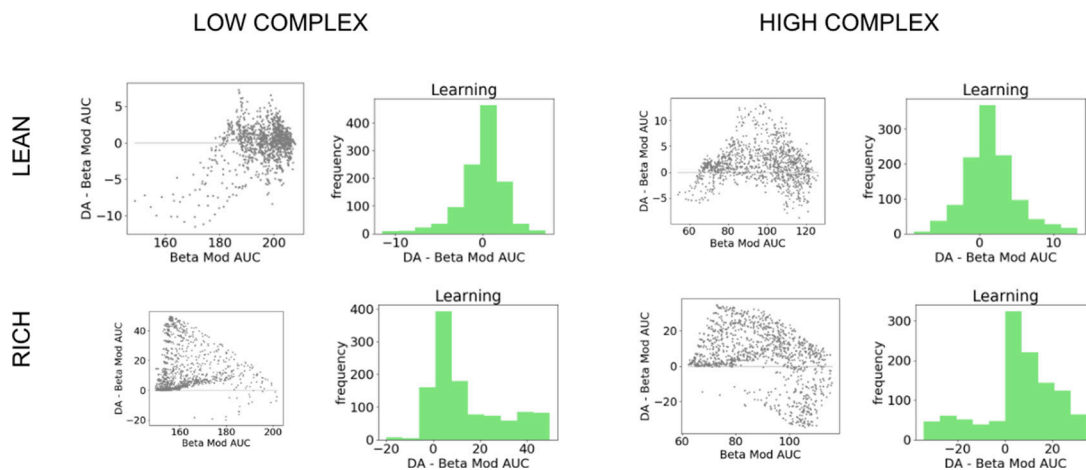 LOW COMPLEX
HIGH COMPLEX
LEAN
DA - Beta Mod AUC
5
0
−5
−10
160 180 200
Beta Mod AUC
Learning
frequency
400
300
200
100
0
−10 0
DA - Beta Mod AUC
DA - Beta Mod AUC
10
5
0
−5
60 80 100 120
Beta Mod AUC
Learning
frequency
300
200
100
0
0 10
DA - Beta Mod AUC
RICH
DA - Beta Mod AUC
40
20
0
−20
160 180 200
Beta Mod AUC
Learning
frequency
400
300
200
100
0
−20 0 20 40
DA - Beta Mod AUC
DA - Beta Mod AUC
20
0
−20
60 80 100
Beta Mod AUC
Learning
frequency
300
200
100
0
−20 0 20
DA - Beta Mod AUC